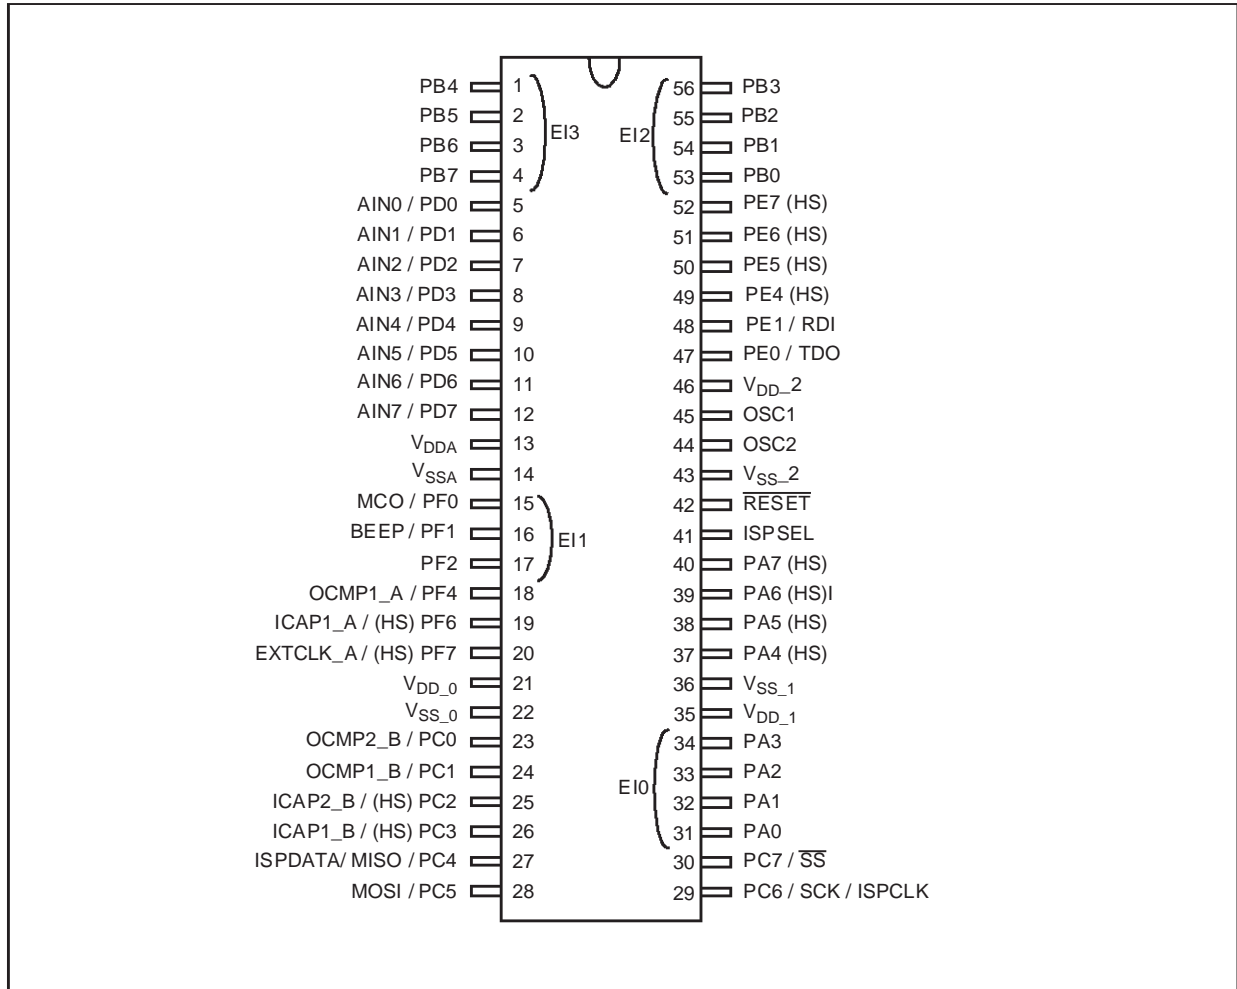 PB4 1 56 PB3
PB5 2 55 PB2
EI3 EI2
PB6 3 54 PB1
PB7 4 53 PB0
AIN0 / PD0 5 52 PE7 (HS)
AIN1 / PD1 6 51 PE6 (HS)
AIN2 / PD2 7 50 PE5 (HS)
AIN3 / PD3 8 49 PE4 (HS)
AIN4 / PD4 9 48 PE1 / RDI
AIN5 / PD5 10 47 PE0 / TDO
AIN6 / PD6 11 46 VDD_2
AIN7 / PD7 12 45 OSC1
VDDA 13 44 OSC2
VSSA 14 43 VSS_2
MCO / PF0 15 42 RESET
BEEP / PF1 16 41 ISPSEL
EI1
PF2 17 40 PA7 (HS)
OCMP1_A / PF4 18 39 PA6 (HS)I
ICAP1_A / (HS) PF6 19 38 PA5 (HS)
EXTCLK_A / (HS) PF7 20 37 PA4 (HS)
VDD_0 21 36 VSS_1
VSS_0 22 35 VDD_1
OCMP2_B / PC0 23 34 PA3
OCMP1_B / PC1 24 33 PA2
EI0
ICAP2_B / (HS) PC2 25 32 PA1
ICAP1_B / (HS) PC3 26 31 PA0
ISPDATA/ MISO / PC4 27 30 PC7 / SS
MOSI / PC5 28 29 PC6 / SCK / ISPCLK